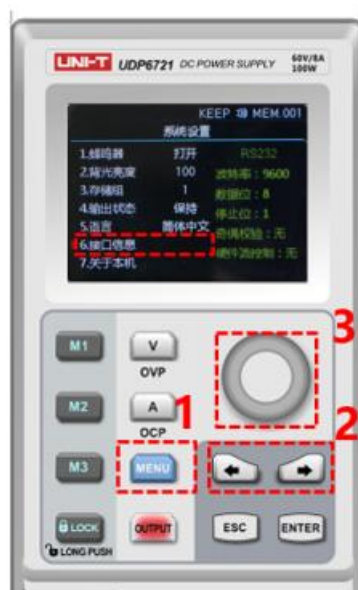 UNI-T UDP6721 DC POWER SUPPLY 60V/8A
100W
KEEP MEM.001
系统设置
1.蜂鸣器 打开 RS232
2.背光亮度 100 波特率：9600
3.存储组 1 数据位：8
4.输出状态 保持 停止位：1
5.语言 简体中文 奇偶校验：无
6.接口信息 硬件流控制：无
7.关于本机
3
M1 V
OVP
M2 A 1 2
OCP
M3 MENU
LOCK OUTPUT ESC ENTER
LONG PUSH